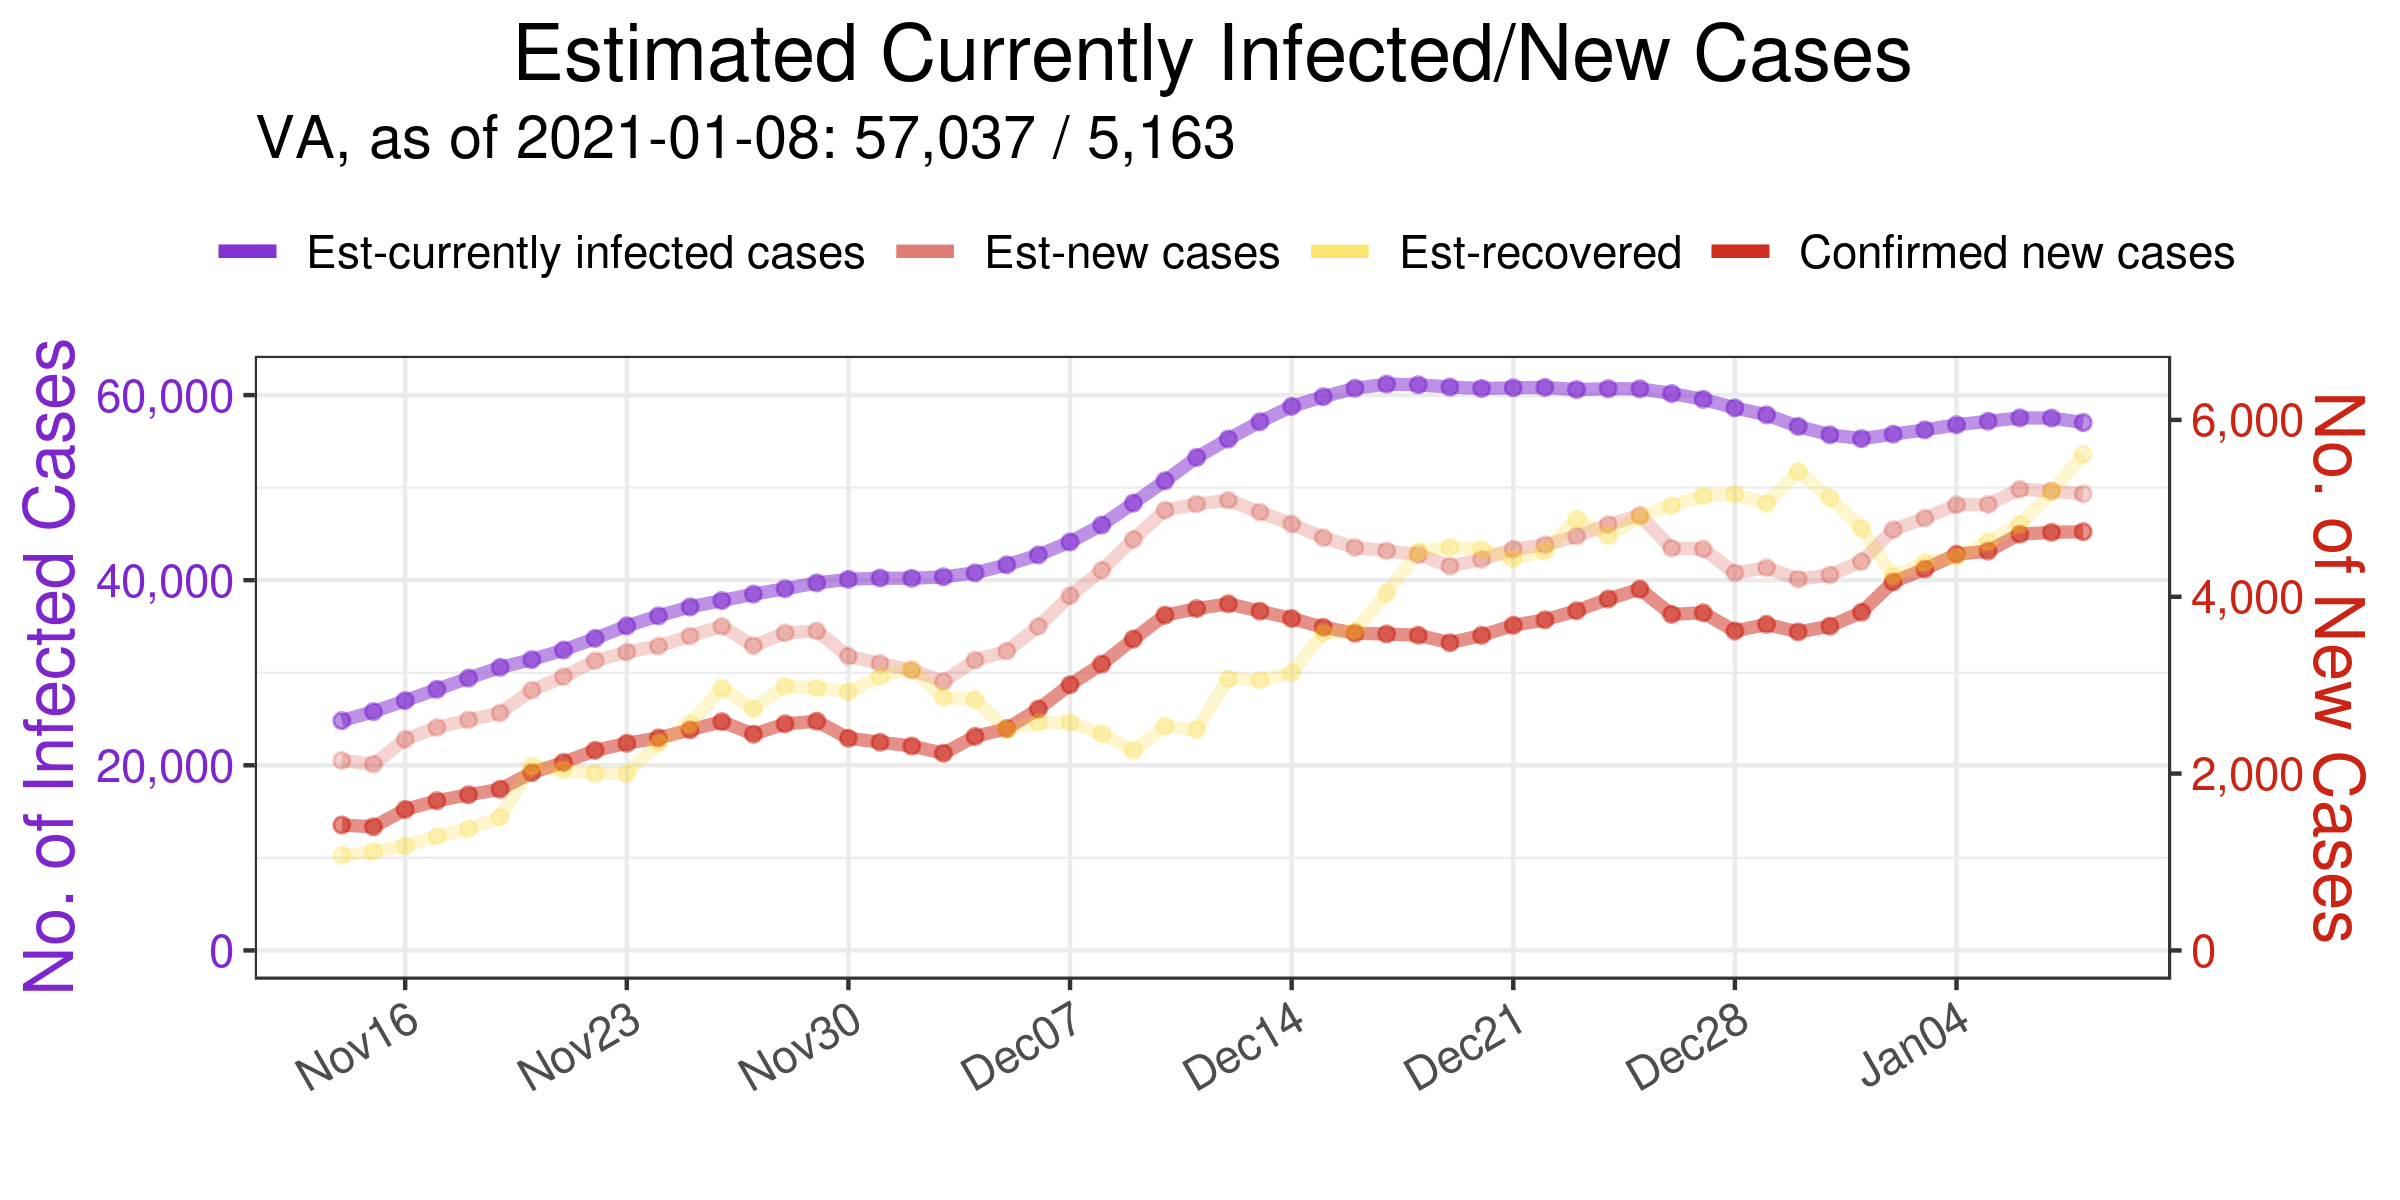 Estimated Currently Infected/New Cases
VA, as of 2021-01-08: 57,037 / 5,163
Est-currently infected cases Est-new cases Est-recovered Confirmed new cases
No. of Infected Cases
60,000
40,000
20,000
0
6,000
4,000
2,000
0
No. of New Cases
Nov16 Nov23 Nov30 Dec07 Dec14 Dec21 Dec28 Jan04